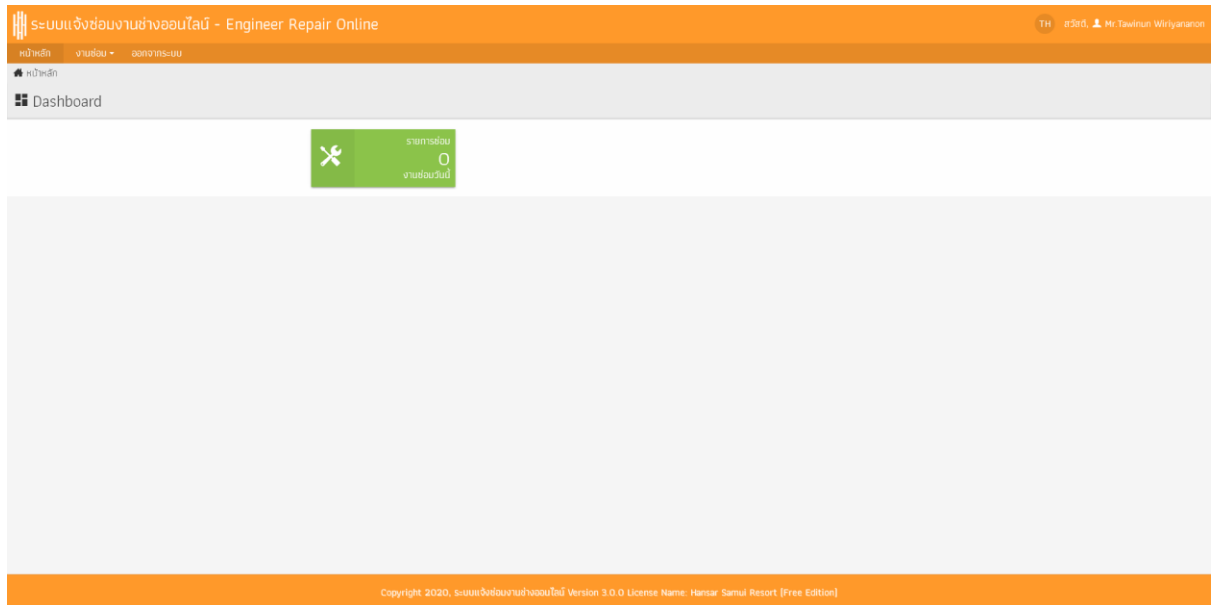 ระบบแจ้งซ่อมงานช่างออนไลน์ - Engineer Repair Online
TH สวัสดี, Mr.Tawinun Wiriyananon
หน้าหลัก งานซ่อม ออกจากระบบ
หน้าหลัก
Dashboard
รายการซ่อม
0
งานซ่อมวันนี้
Copyright 2020, ระบบแจ้งซ่อมงานช่างออนไลน์ Version 3.0.0 License Name: Hansar Samui Resort [Free Edition]